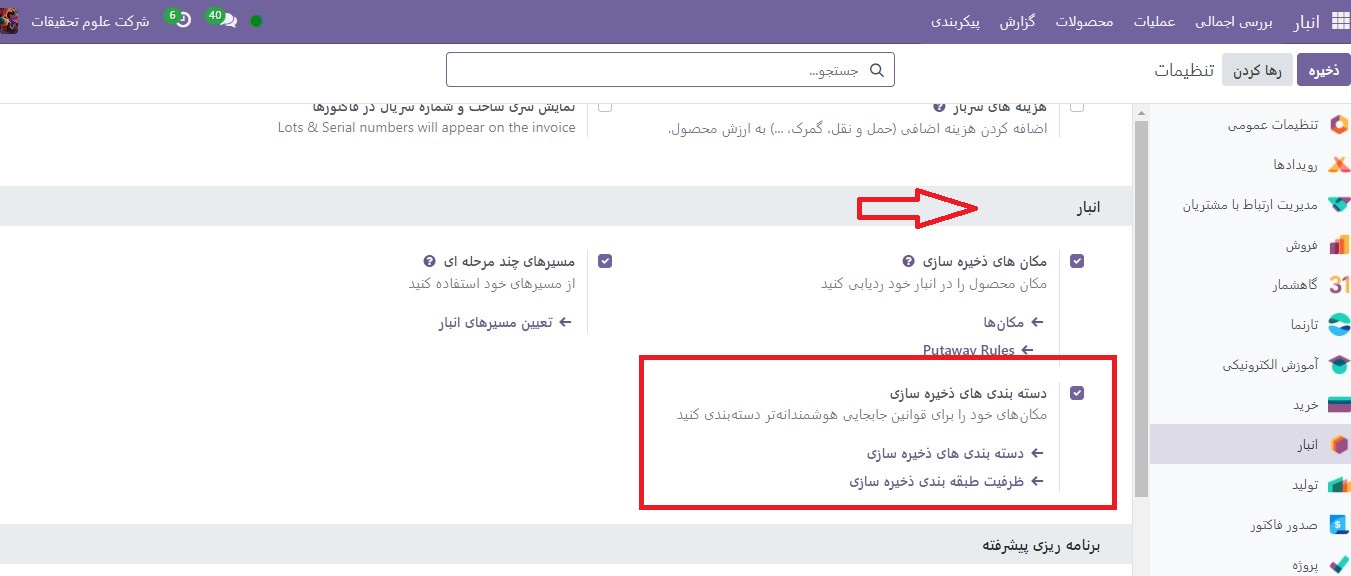 انبار بررسی اجمالی عملیات محصولات گزارش پیکربندی 40 6 شرکت علوم تحقیقات
ذخیره رها کردن تنظیمات جستجو...
تنظیمات عمومی
رویدادها
مدیریت ارتباط با مشتریان
فروش
31 گاهشمار
تارنما
آموزش الکترونیکی
خرید
انبار
تولید
صدور فاکتور
پروژه
هزینه های سربار
اضافه کردن هزینه اضافی (حمل و نقل، گمرک، ...) به ارزش محصول.
نمایش سری ساخت و شماره سریال در فاکتورها
Lots & Serial numbers will appear on the invoice
انبار
مکان های ذخیره سازی
مکان محصول را در انبار خود ردیابی کنید
مکان‌ها
Putaway Rules
مسیرهای چند مرحله ای
از مسیرهای خود استفاده کنید
تعیین مسیرهای انبار
دسته بندی های ذخیره سازی
مکان‌های خود را برای قوانین جابجایی هوشمندانه‌تر دسته‌بندی کنید
دسته بندی های ذخیره سازی
ظرفیت طبقه بندی ذخیره سازی
برنامه ریزی پیشرفته